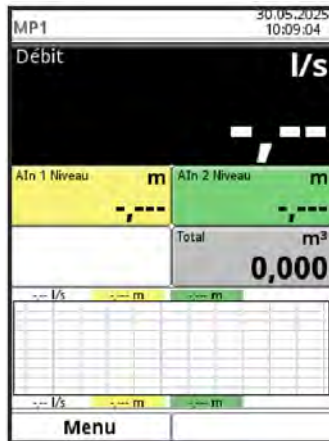 MP1
30.05.2025
10:09:04
Débit l/s
-,--
AIn 1 Niveau m
-,---
AIn 2 Niveau m
-,---
Total m³
0,000
-,-- l/s -,--- m -,--- m
-,-- l/s -,--- m -,--- m
Menu